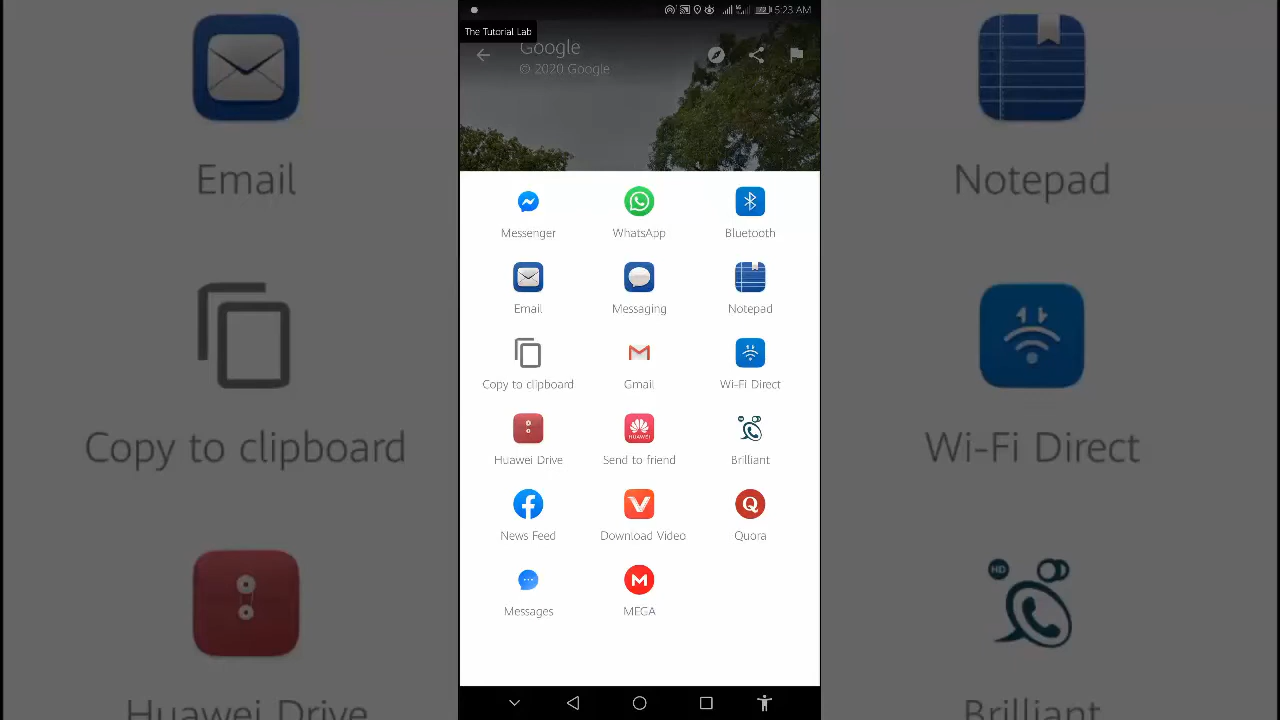 5:23 AM
The Tutorial Lab
Google
© 2020 Google
Messenger
WhatsApp
Bluetooth
Email
Messaging
Notepad
Copy to clipboard
Gmail
Wi-Fi Direct
Huawei Drive
HUAWEI
Send to friend
Brilliant
News Feed
Download Video
Quora
Messages
MEGA
Email
Copy to clipboard
Huawei Drive
Notepad
Wi-Fi Direct
HD
Brilliant